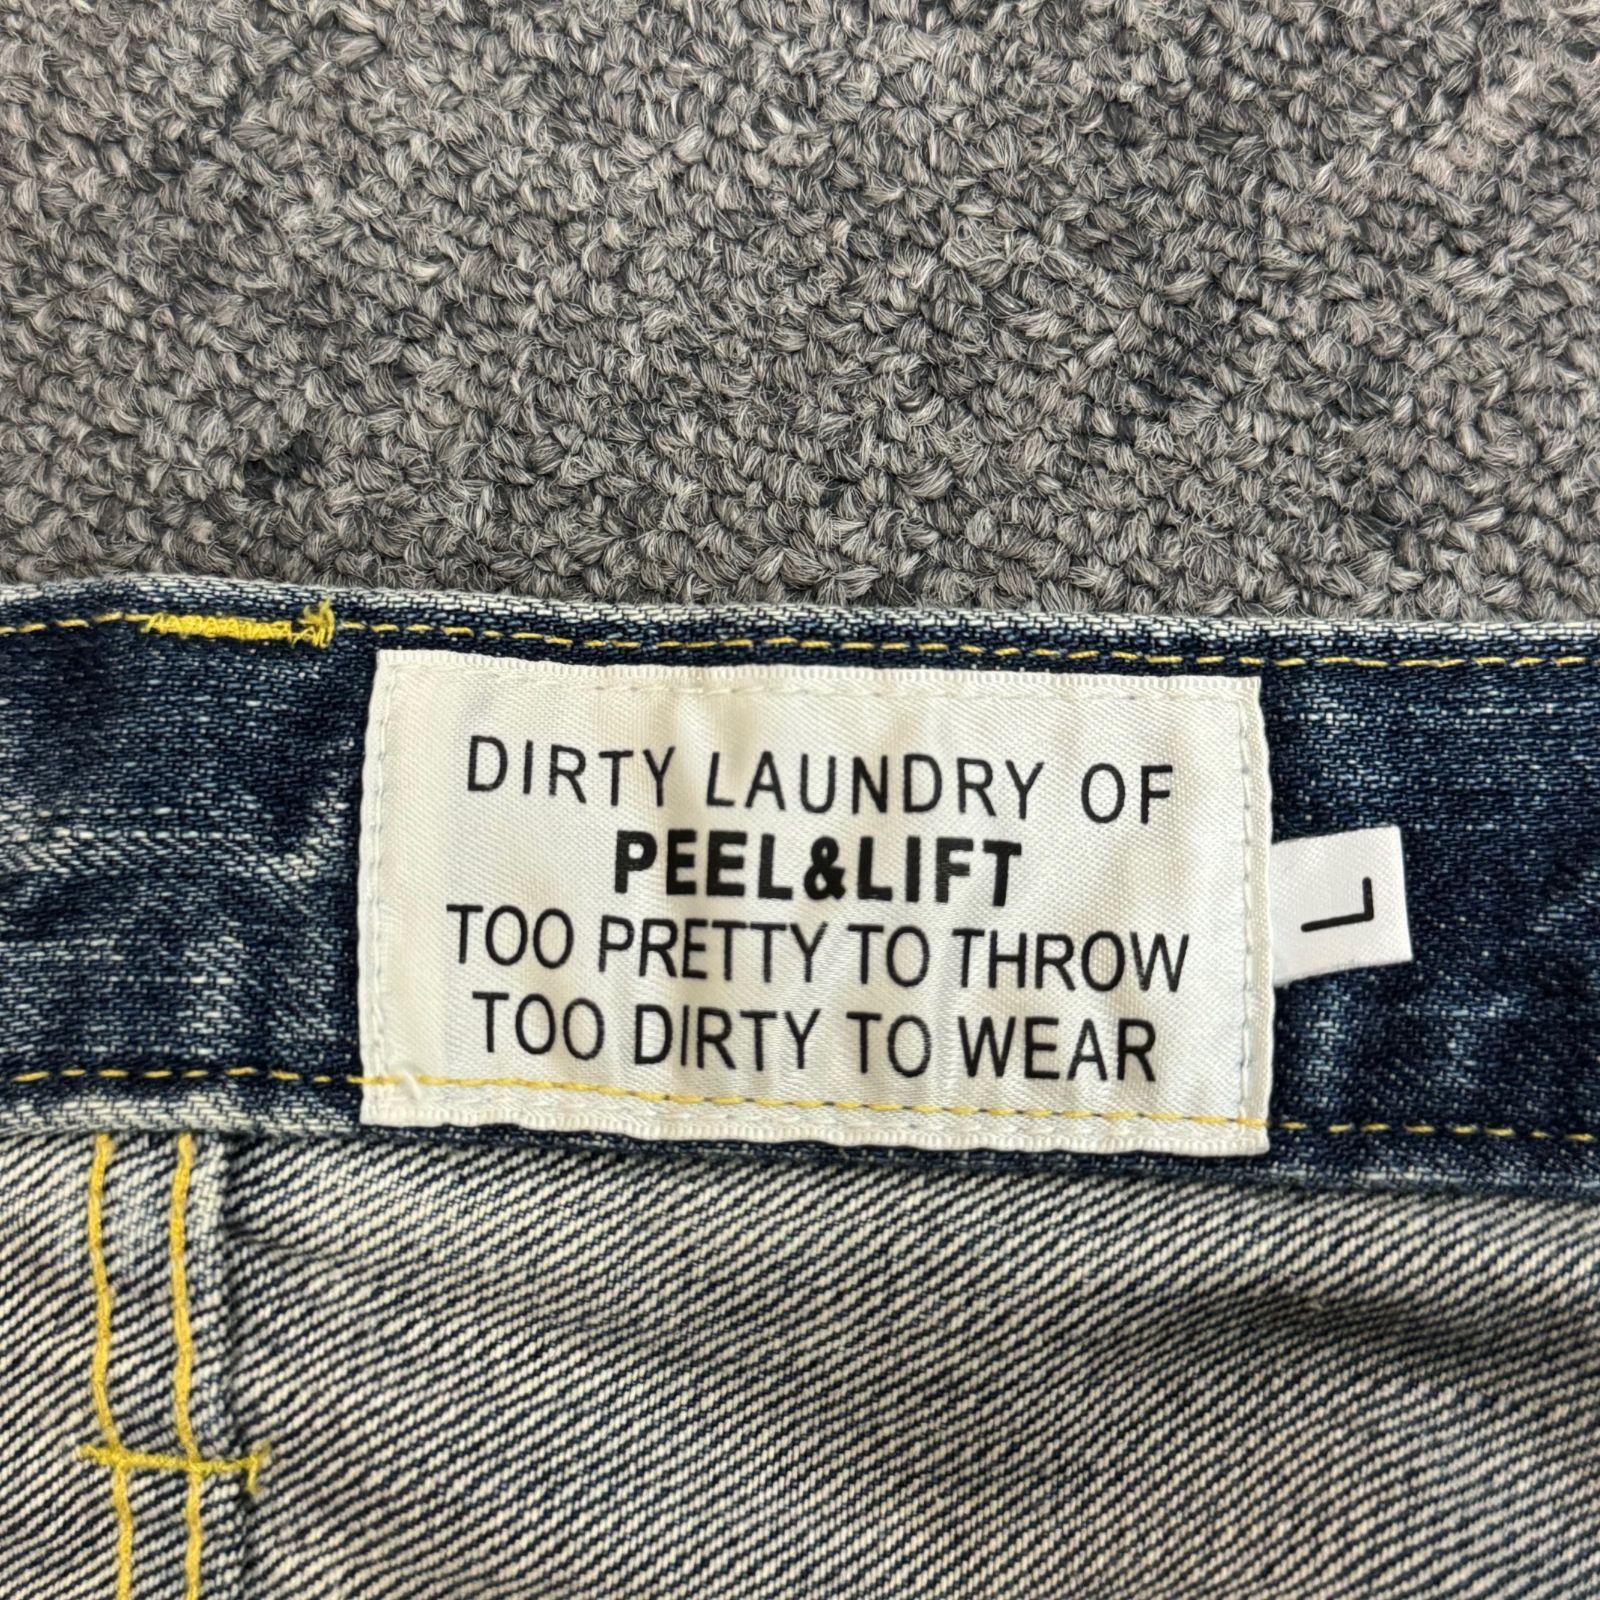 DIRTY LAUNDRY OF
PEEL&LIFT
TOO PRETTY TO THROW
TOO DIRTY TO WEAR
L